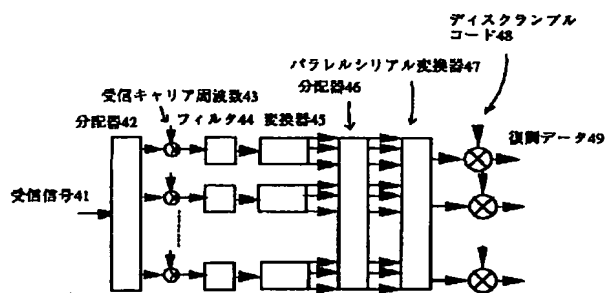 ディスクランブル
コード48
パラレルシリアル変換器47
受信キャリア周波数43
分配器46
分配器42
フィルタ44
変換器45
復調データ49
受信信号41